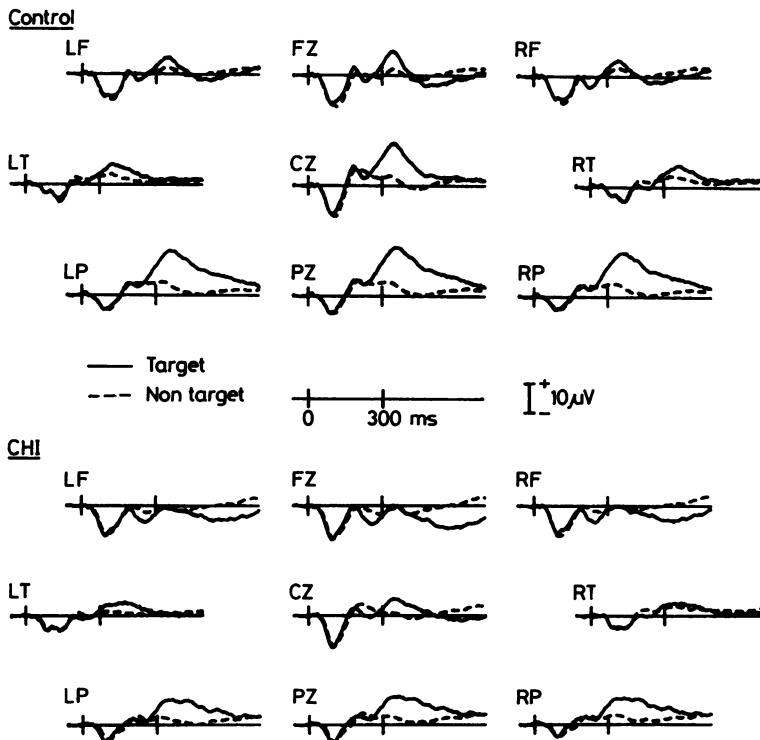 Control
LF FZ RF
LT CZ RT
LP PZ RP
Target
Non target
0 300 ms
+
10μV
−
CHI
LF FZ RF
LT CZ RT
LP PZ RP